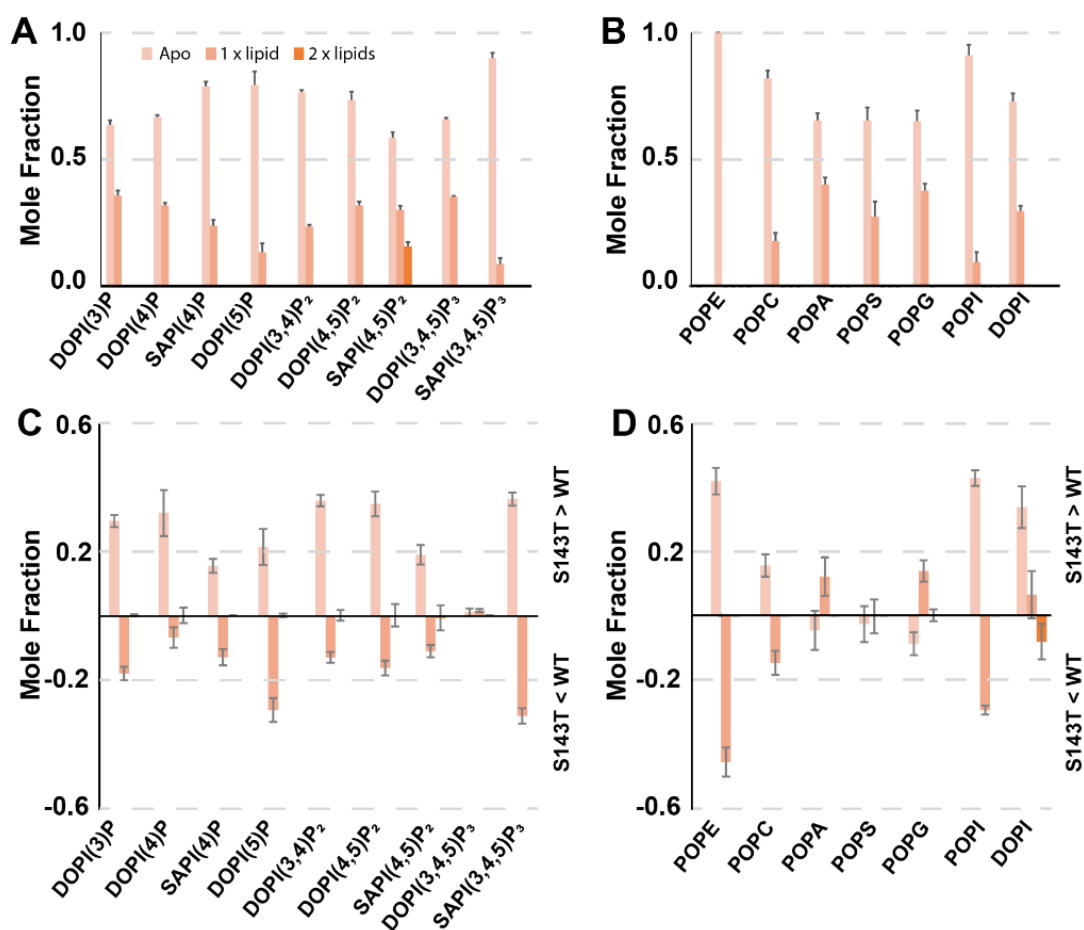 A
1.0
Apo
1 x lipid
2 x lipids
0.5
0.0
Mole Fraction
DOPI(3)P
DOPI(4)P
SAPI(4)P
DOPI(5)P
DOPI(3,4)P₂
DOPI(4,5)P₂
SAPI(4,5)P₂
DOPI(3,4,5)P₃
SAPI(3,4,5)P₃
B
1.0
0.5
0.0
Mole Fraction
POPE
POPC
POPA
POPS
POPG
POPI
DOPI
C
0.6
0.2
-0.2
-0.6
Mole Fraction
S143T > WT
S143T < WT
DOPI(3)P
DOPI(4)P
SAPI(4)P
DOPI(5)P
DOPI(3,4)P₂
DOPI(4,5)P₂
SAPI(4,5)P₂
DOPI(3,4,5)P₃
SAPI(3,4,5)P₃
D
0.6
0.2
-0.2
-0.6
Mole Fraction
S143T > WT
S143T < WT
POPE
POPC
POPA
POPS
POPG
POPI
DOPI